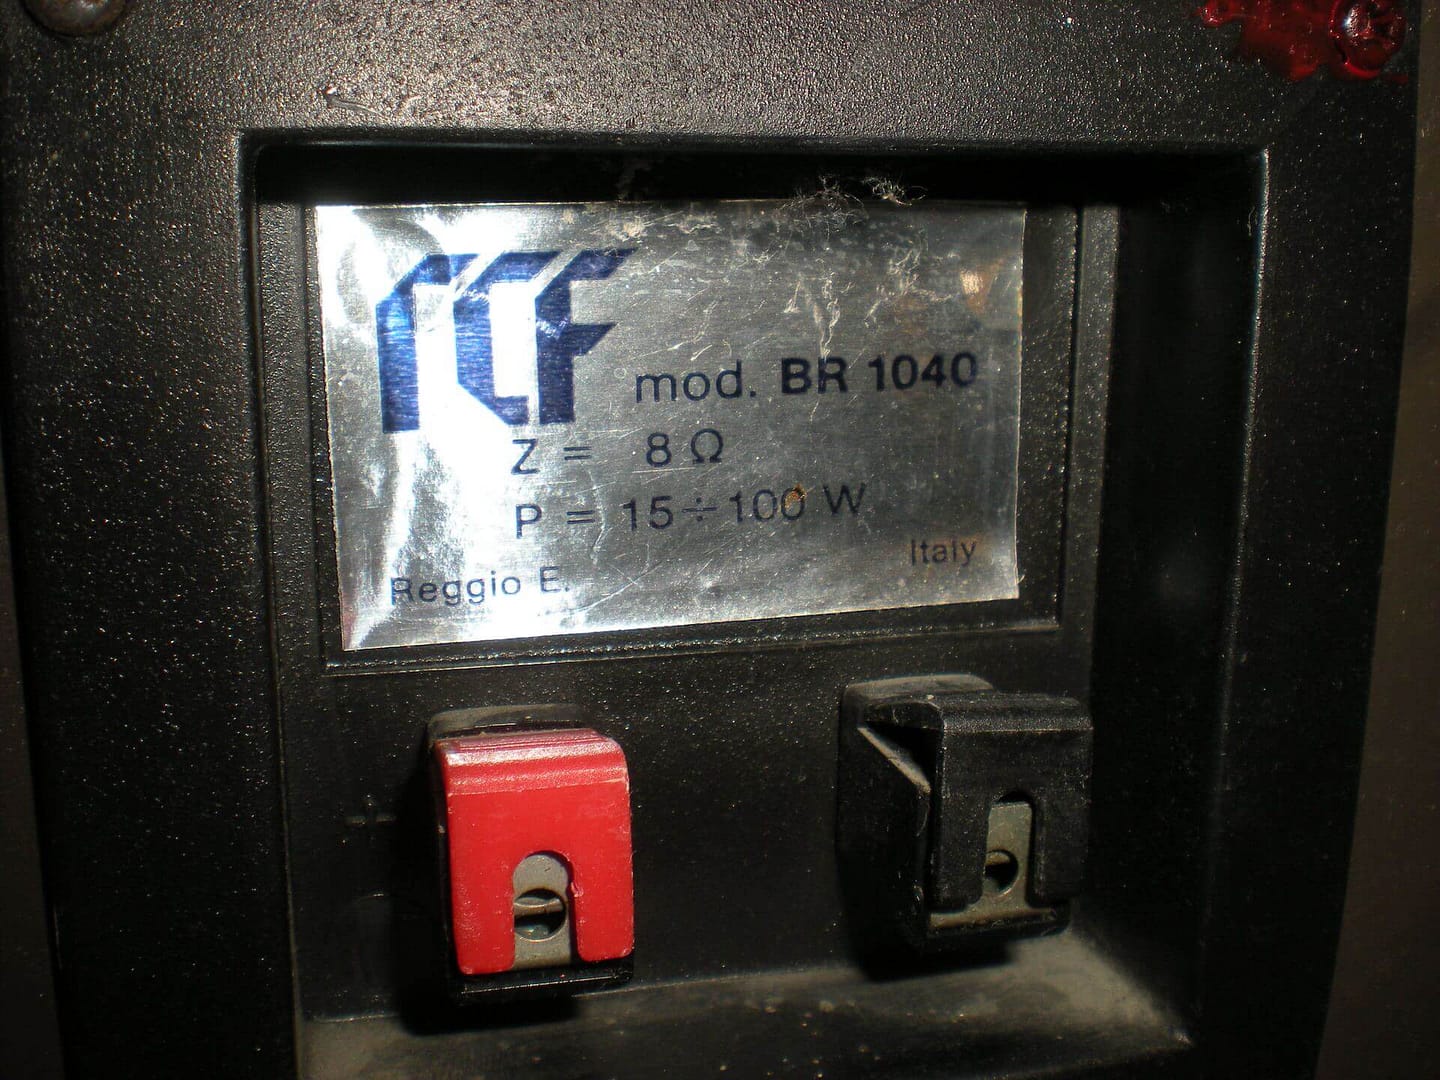 rCF
mod. BR 1040
Z = 8 Ω
P = 15÷100 W
Italy
Reggio E.
+